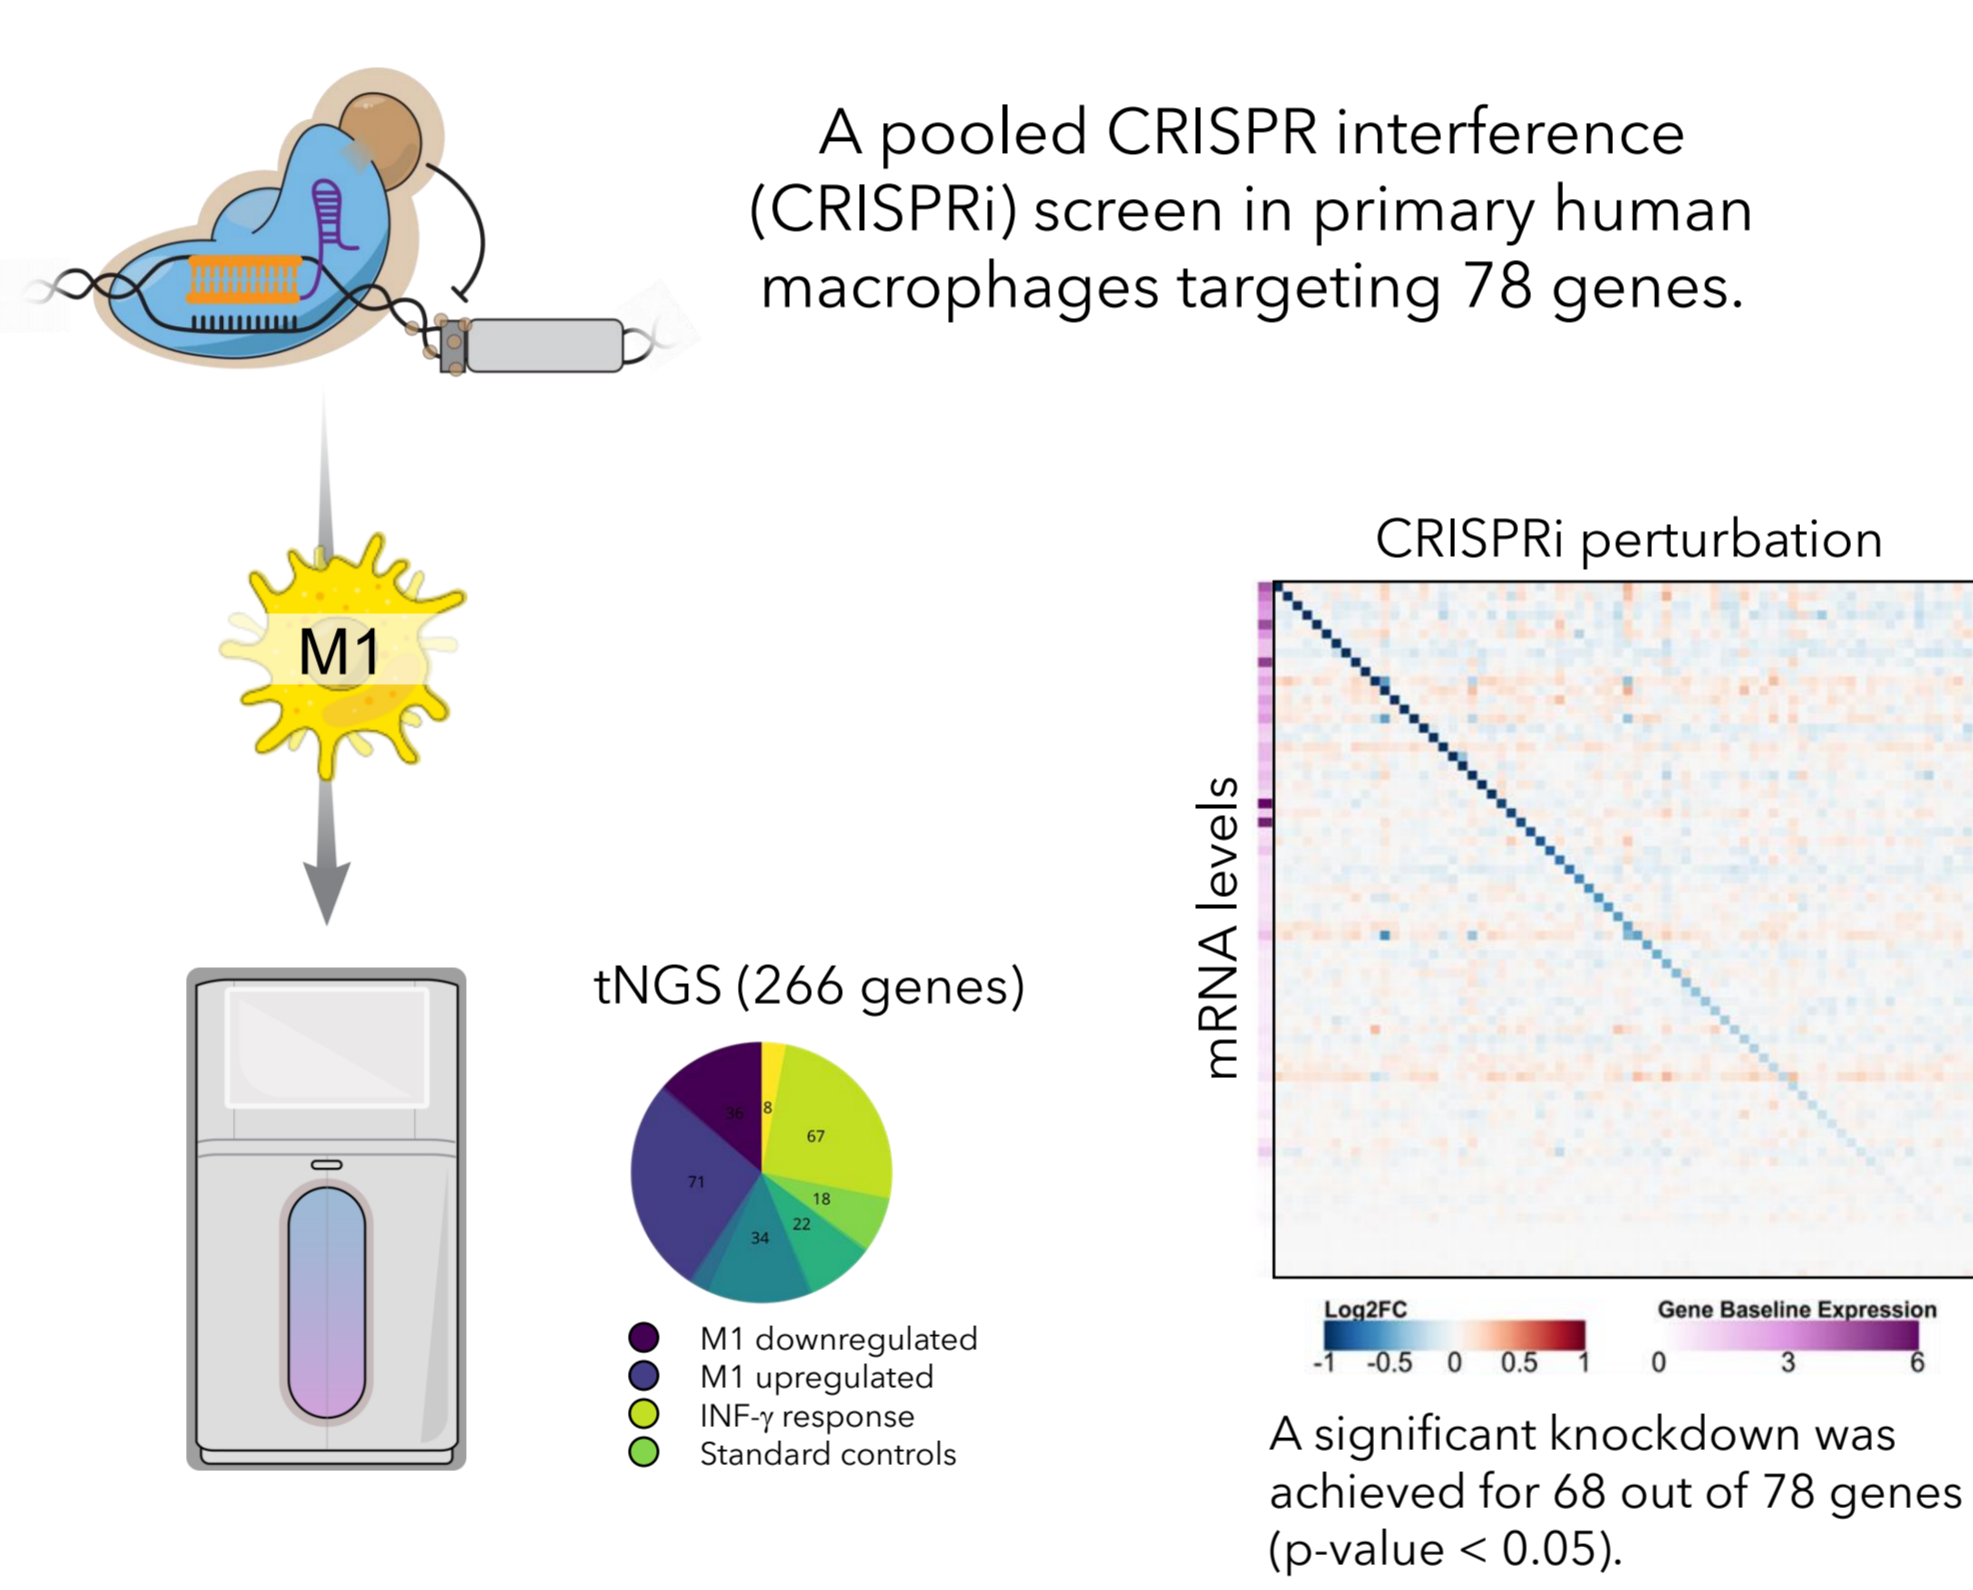 A pooled CRISPR interference
(CRISPRi) screen in primary human
macrophages targeting 78 genes.
M1
CRISPRi perturbation
mRNA levels
tNGS (266 genes)
36
8
67
71
18
22
34
M1 downregulated
M1 upregulated
INF-γ response
Standard controls
Log2FC
-1 -0.5 0 0.5 1
Gene Baseline Expression
0 3 6
A significant knockdown was
achieved for 68 out of 78 genes
(p-value < 0.05).